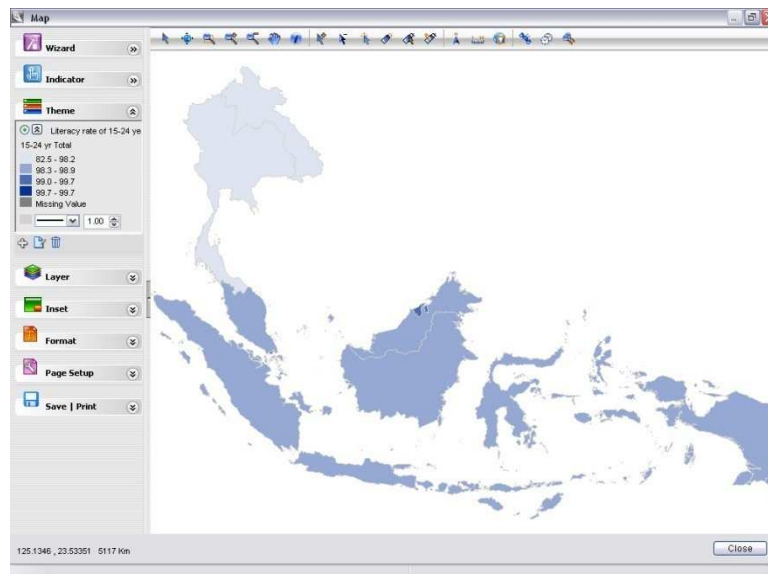 Map
Wizard
Indicator
Theme
Literacy rate of 15-24 ye
15-24 yr Total
82.5 - 98.2
98.3 - 98.9
99.0 - 99.7
99.7 - 99.7
Missing Value
1.00
Layer
Inset
Format
Page Setup
Save | Print
125.1346 , 23.53351 5117 Km
Close